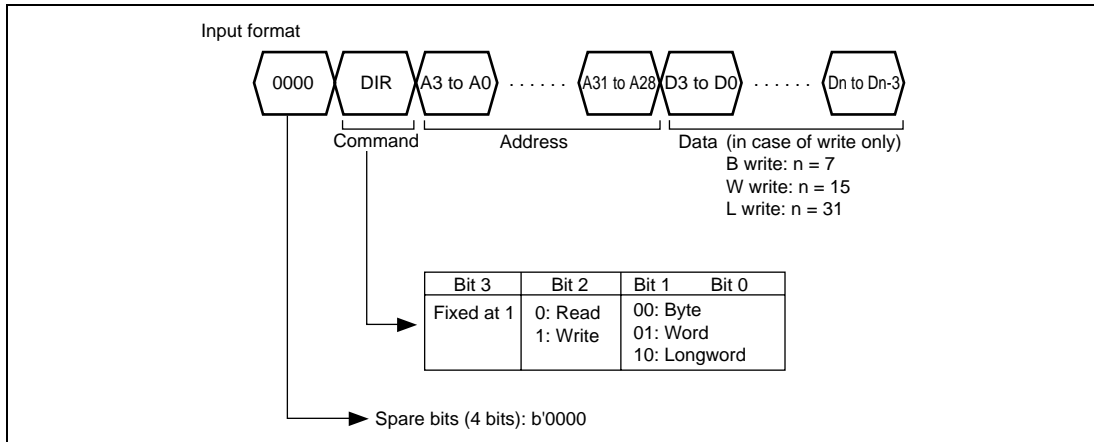 Input format
0000 DIR A3 to A0 ...... A31 to A28 D3 to D0 ...... Dn to Dn-3
Command Address Data (in case of write only)
B write: n = 7
W write: n = 15
L write: n = 31
Bit 3 Bit 2 Bit 1 Bit 0
Fixed at 1 0: Read 00: Byte
1: Write 01: Word
10: Longword
Spare bits (4 bits): b'0000